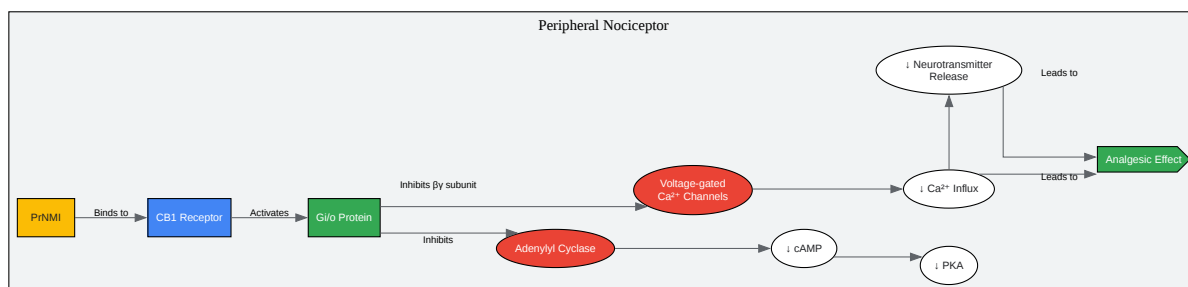 Peripheral Nociceptor
↓ Neurotransmitter
Release
Leads to
Analgesic Effect
Leads to
Inhibits βγ subunit
Voltage-gated
Ca²⁺ Channels
↓ Ca²⁺ Influx
PrNMI
Binds to
CB1 Receptor
Activates
Gi/o Protein
Inhibits
Adenylyl Cyclase
↓ cAMP
↓ PKA